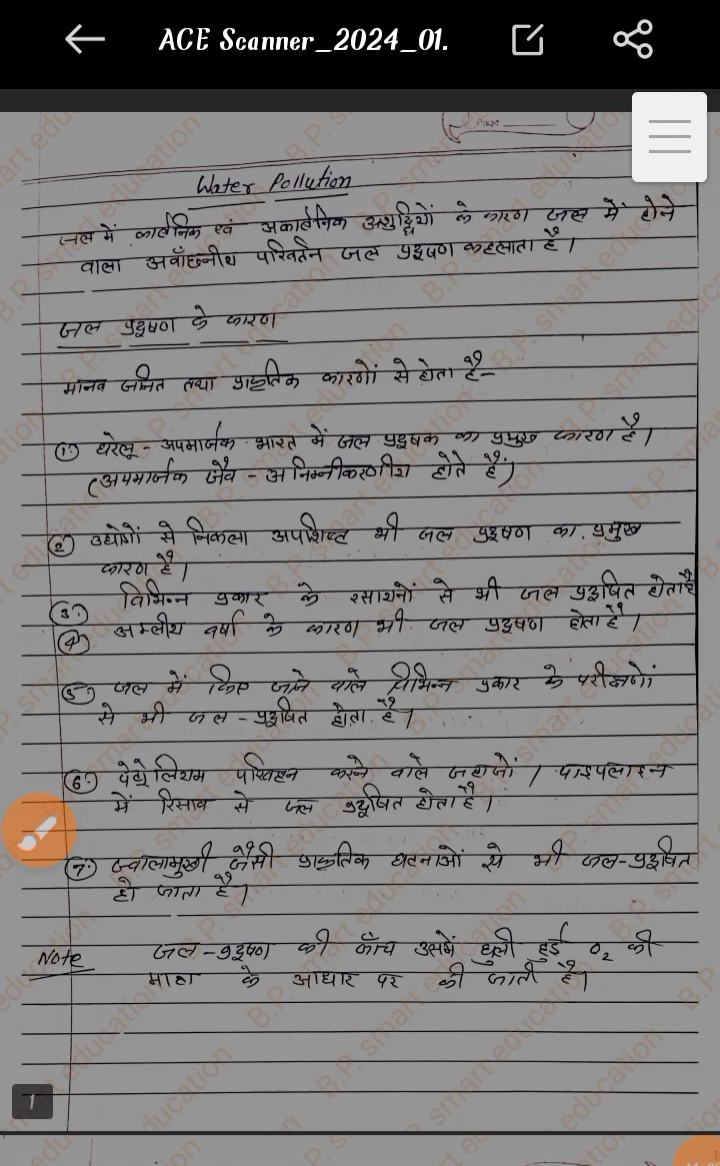 ACE Scanner_2024_01.
Page
Water Pollution
जल में कार्बनिक एवं अकार्बनिक अशुद्धियों के कारण जल में होने
वाला अवाँछनीय परिवर्तन जल प्रदूषण कहलाता है।
जल प्रदूषण के कारण
मानव जनित तथा प्राकृतिक कारणों से होता है-
(1) घरेलू - अपमार्जक भारत में जल प्रदूषक का प्रमुख कारण है।
(अपमार्जक जैव - अनिम्नीकरणीय होते हैं)
(2) उद्योगों से निकला अपशिष्ट भी जल प्रदूषण का प्रमुख
कारण है।
(3) विभिन्न प्रकार के रसायनों से भी जल प्रदूषित होता है
(4) अम्लीय वर्षा के कारण भी जल प्रदूषण होता है।
(5) जल में किए जाने वाले विभिन्न प्रकार के परीक्षणों
से भी जल - प्रदूषित होता है।
(6) पेट्रोलियम परिवहन करने वाले जहाजों / पाइपलाइन
में रिसाव से जल प्रदूषित होता है।
(7) ज्वालामुखी जैसी प्राकृतिक घटनाओं से भी जल-प्रदूषित
हो जाता है।
Note जल-प्रदूषण की जाँच उसमें घुली हुई O₂ की
मात्रा के आधार पर की जाती है।
1
B.P. smart education